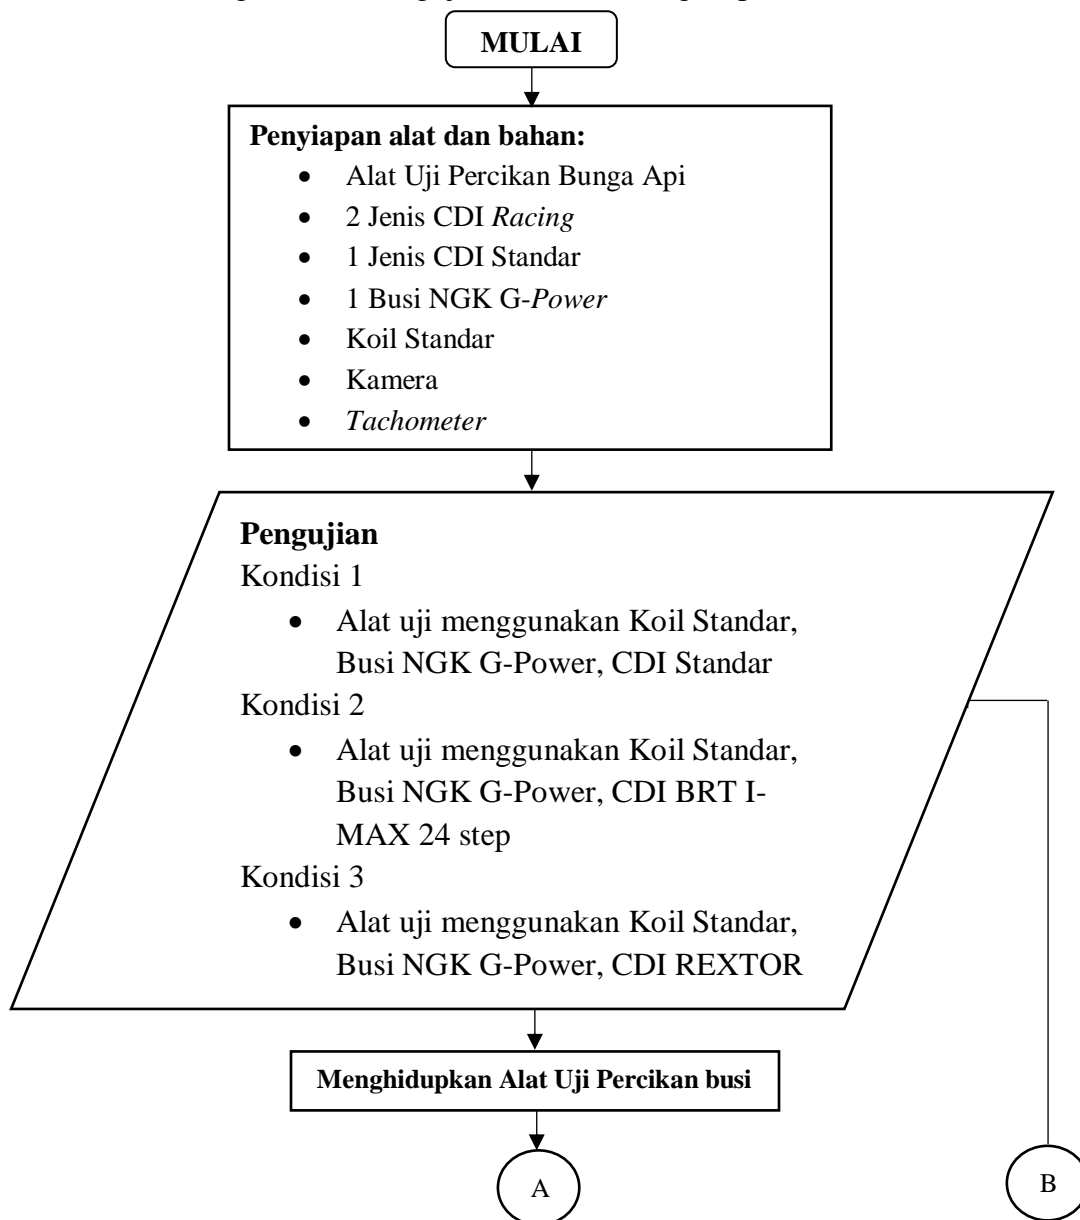 MULAI
Penyiapan alat dan bahan:
• Alat Uji Percikan Bunga Api
• 2 Jenis CDI Racing
• 1 Jenis CDI Standar
• 1 Busi NGK G-Power
• Koil Standar
• Kamera
• Tachometer
Pengujian
Kondisi 1
• Alat uji menggunakan Koil Standar,
Busi NGK G-Power, CDI Standar
Kondisi 2
• Alat uji menggunakan Koil Standar,
Busi NGK G-Power, CDI BRT I-
MAX 24 step
Kondisi 3
• Alat uji menggunakan Koil Standar,
Busi NGK G-Power, CDI REXTOR
Menghidupkan Alat Uji Percikan busi
A
B